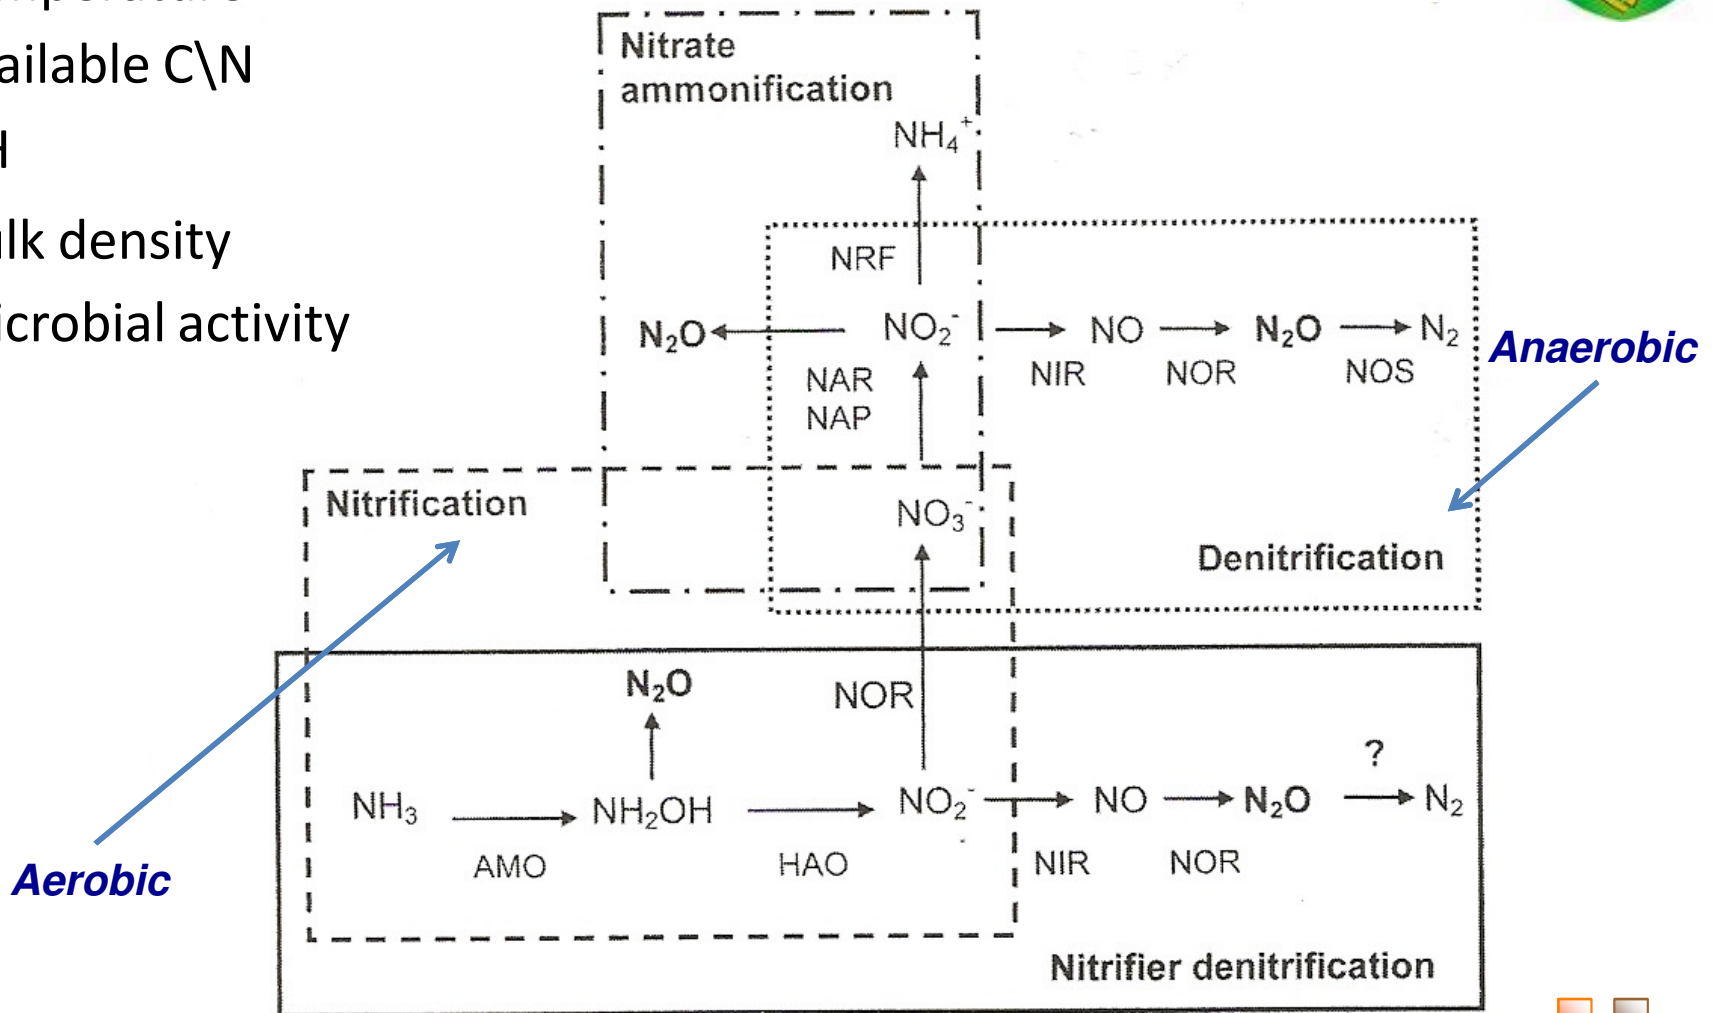 ailable C\N
H
lk density
icrobial activity
Nitrate
ammonification
NH₄⁺
NRF
N₂O
NO₂⁻
NO
N₂O
N₂
NIR
NOR
NOS
NAR
NAP
Anaerobic
Nitrification
NO₃⁻
Denitrification
N₂O
NOR
NH₃
NH₂OH
NO₂⁻
NO
N₂O
?
N₂
AMO
HAO
NIR
NOR
Aerobic
Nitrifier denitrification